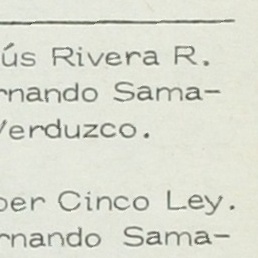 ús Rivera R.
rnando Sama-
Verduzco.
per Cinco Ley.
rnando Sama-